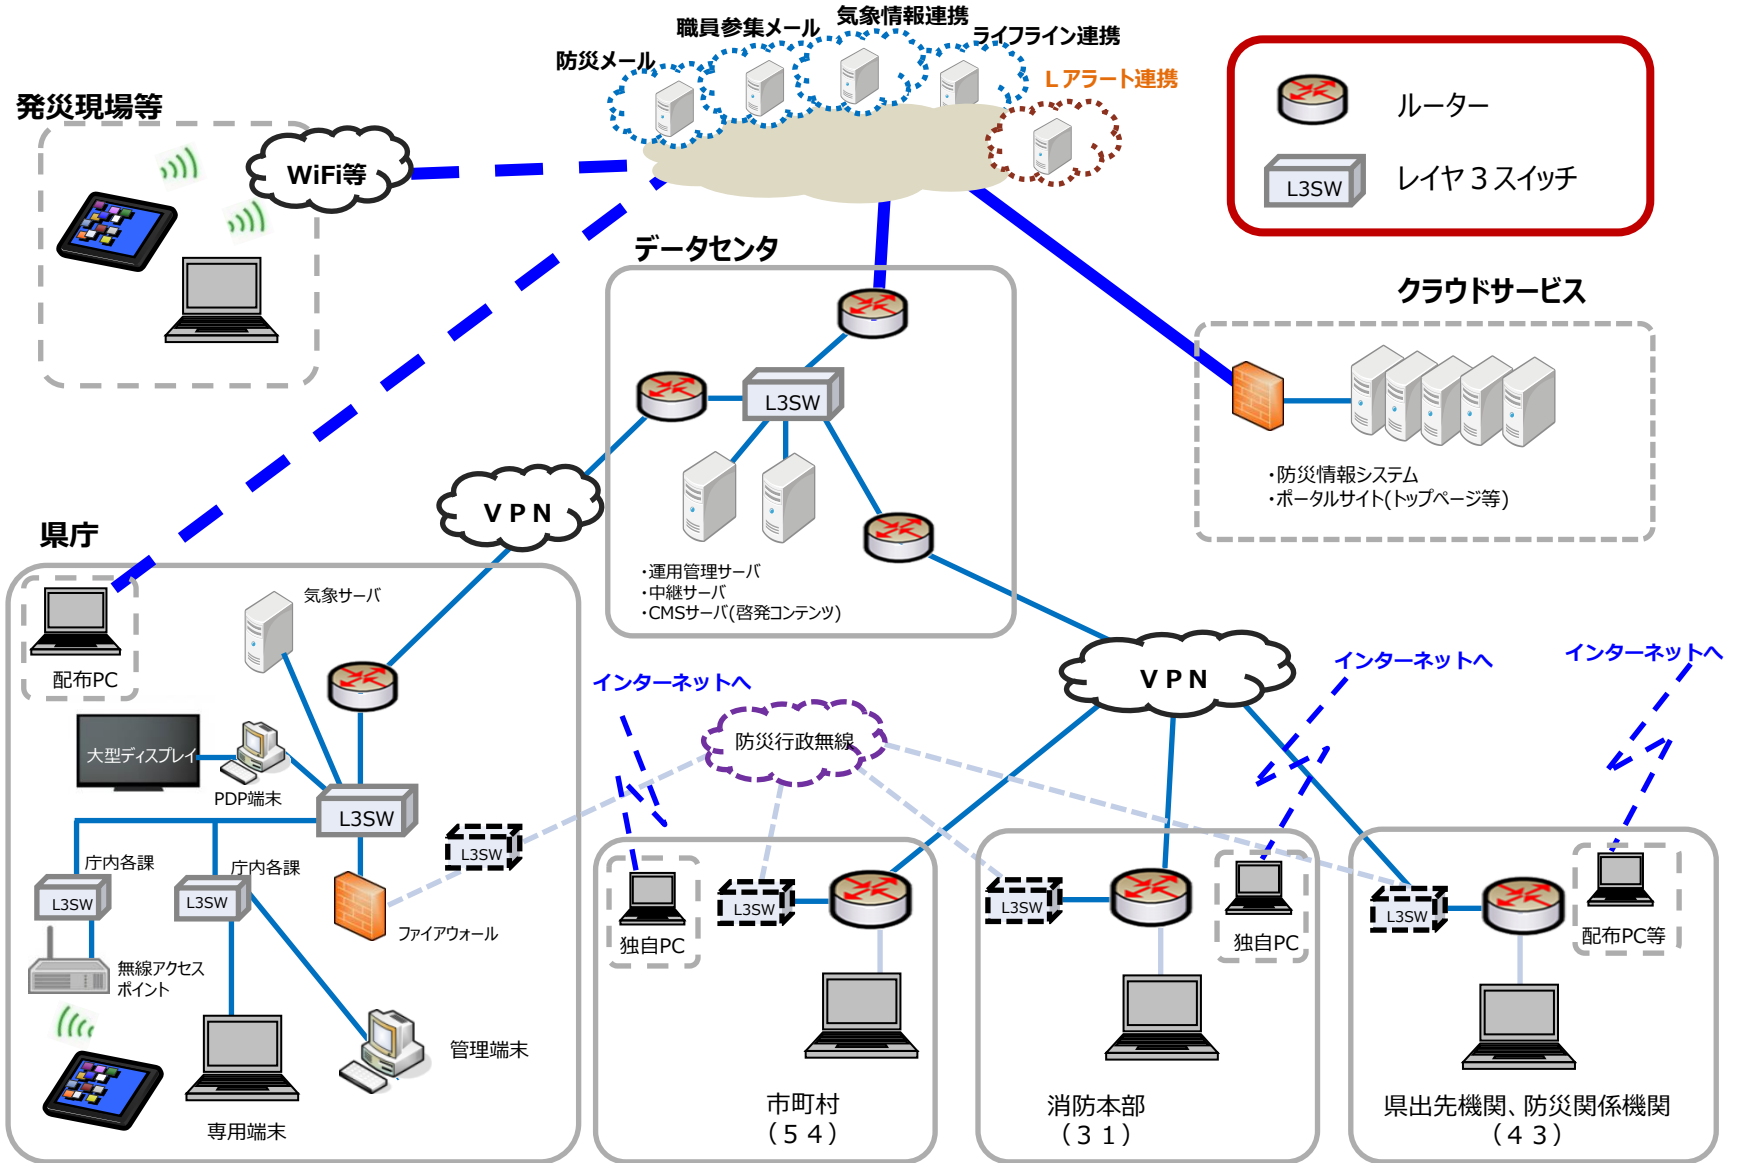 職員参集メール
気象情報連携
ライフライン連携
防災メール
Lアラート連携
発災現場等
WiFi等
ルーター
L3SW
レイヤ３スイッチ
データセンタ
L3SW
・運用管理サーバ
・中継サーバ
・CMSサーバ(啓発コンテンツ)
クラウドサービス
・防災情報システム
・ポータルサイト(トップページ等)
ＶＰＮ
県庁
配布PC
気象サーバ
大型ディスプレイ
PDP端末
L3SW
庁内各課
L3SW
庁内各課
L3SW
ファイアウォール
無線アクセス
ポイント
専用端末
管理端末
L3SW
防災行政無線
ＶＰＮ
インターネットへ
インターネットへ
インターネットへ
独自PC
L3SW
市町村
（５４）
L3SW
独自PC
消防本部
（３１）
L3SW
配布PC等
県出先機関、防災関係機関
（４３）